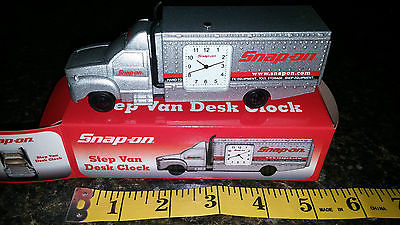 Snap-on
www.snapon.com
Snap-on
Snap-on
Step Van
Desk Clock
Snap-on
Step Van
Desk Clock
1 2 3 4 5 6 7